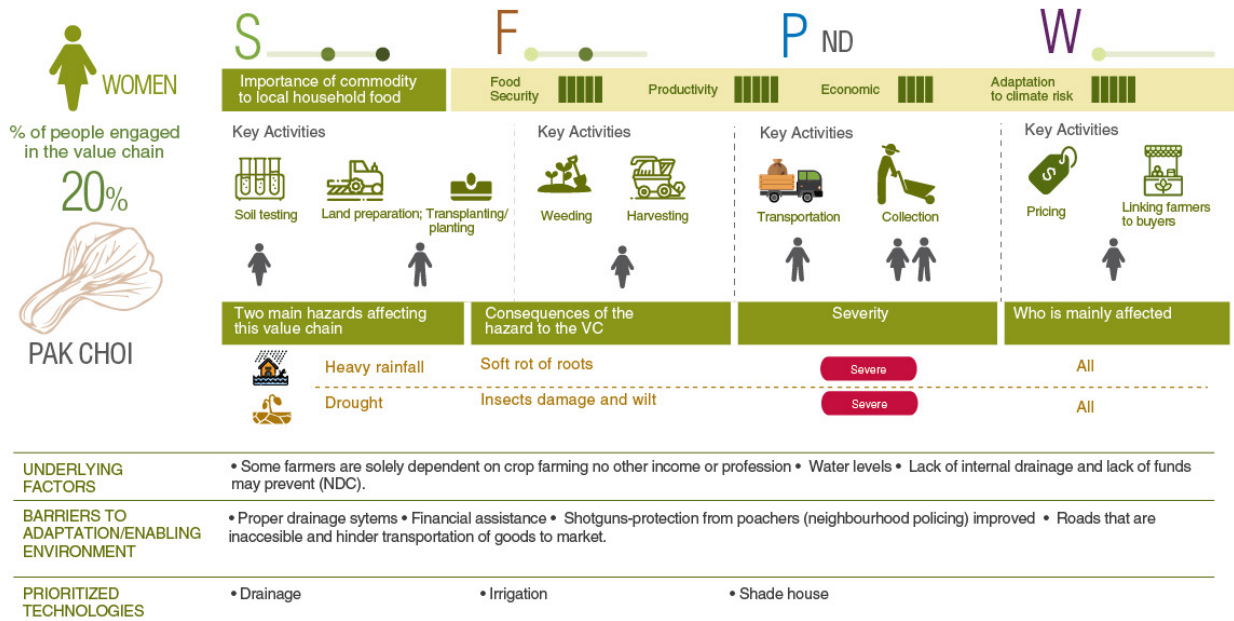 S
F
P ND
W
WOMEN
% of people engaged
in the value chain
20%
PAK CHOI
Importance of commodity
to local household food
Food
Security
Productivity
Economic
Adaptation
to climate risk
Key Activities
Soil testing
Land preparation;
Transplanting/
planting
Key Activities
Weeding
Harvesting
Key Activities
Transportation
Collection
Key Activities
$
Pricing
Linking farmers
to buyers
Two main hazards affecting
this value chain
Consequences of the
hazard to the VC
Severity
Who is mainly affected
Heavy rainfall
Soft rot of roots
Severe
All
Drought
Insects damage and wilt
Severe
All
UNDERLYING
FACTORS
• Some farmers are solely dependent on crop farming no other income or profession • Water levels • Lack of internal drainage and lack of funds
may prevent (NDC).
BARRIERS TO
ADAPTATION/ENABLING
ENVIRONMENT
• Proper drainage sytems • Financial assistance • Shotguns-protection from poachers (neighbourhood policing) improved • Roads that are
inaccesible and hinder transportation of goods to market.
PRIORITIZED
TECHNOLOGIES
• Drainage
• Irrigation
• Shade house